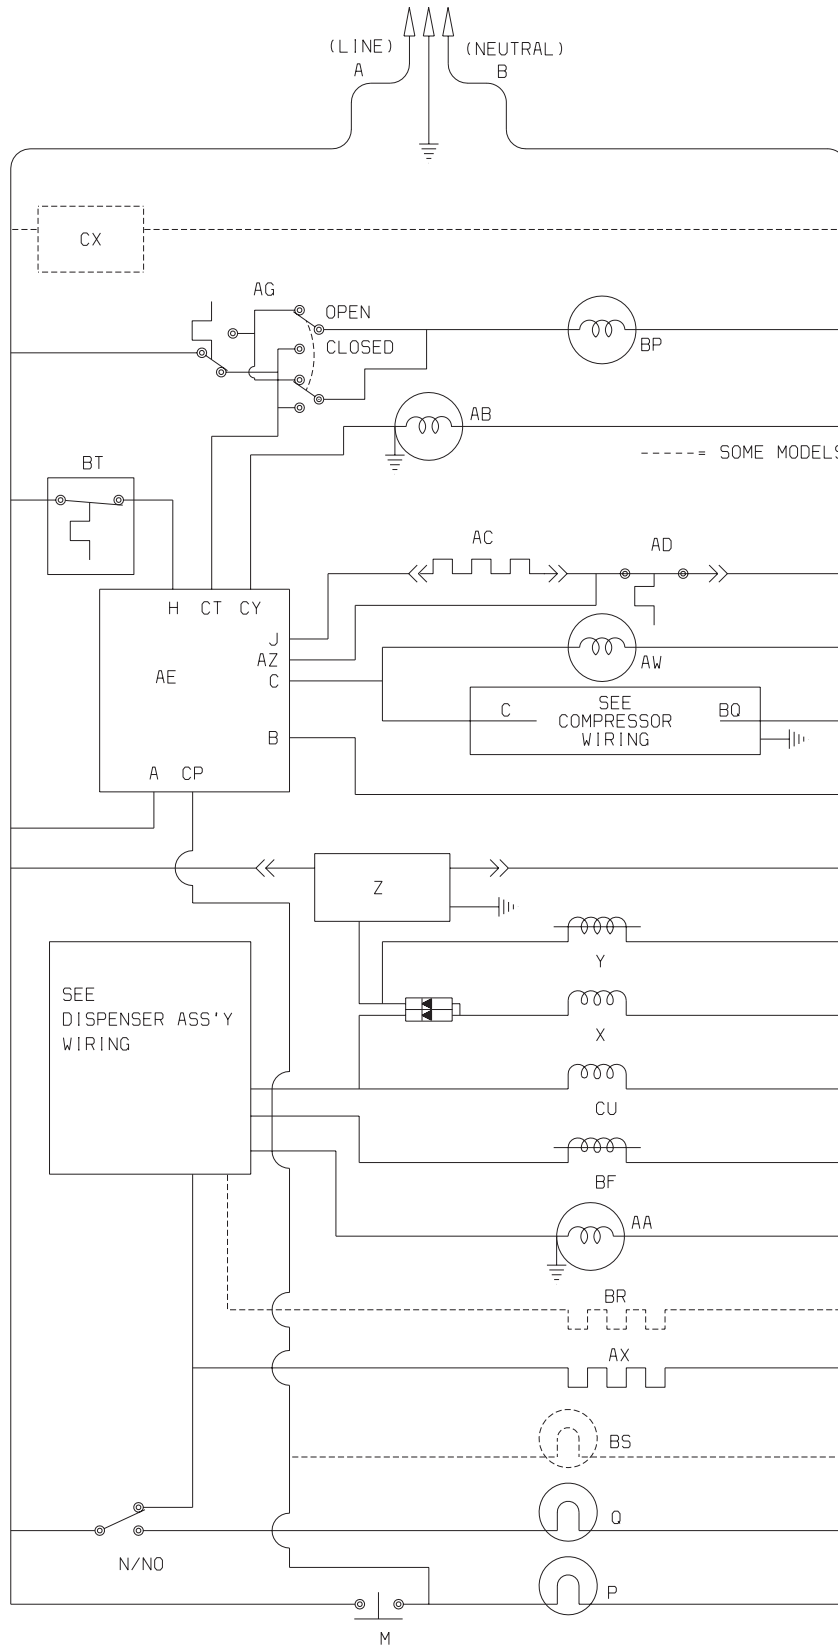 (LINE)
A
(NEUTRAL)
B
CX
AG
OPEN
CLOSED
BP
AB
BT
----- = SOME MODELS
AC
AD
H CT CY
J
AZ
C
AE
AW
B
SEE
COMPRESSOR
WIRING
C
BQ
A CP
Z
Y
SEE
DISPENSER ASS'Y
WIRING
X
CU
BF
AA
BR
AX
BS
Q
N/NO
P
M